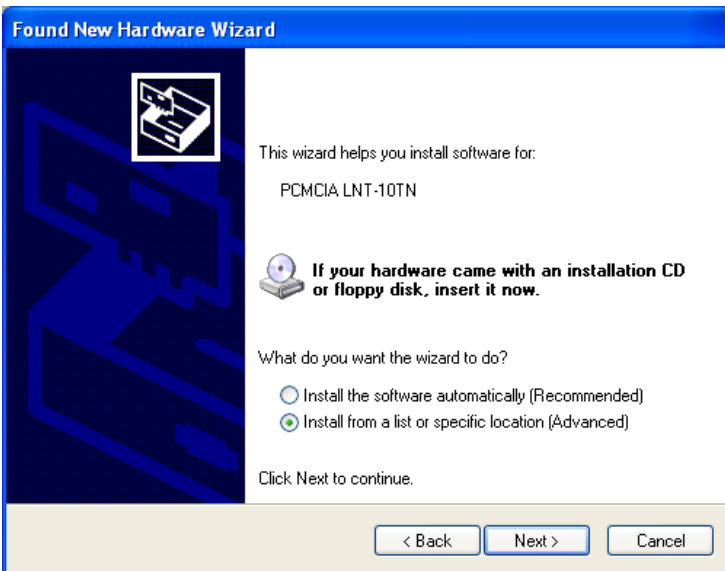 Found New Hardware Wizard
This wizard helps you install software for:
PCMCIA LNT-10TN
If your hardware came with an installation CD
or floppy disk, insert it now.
What do you want the wizard to do?
Install the software automatically (Recommended)
Install from a list or specific location (Advanced)
Click Next to continue.
< Back Next > Cancel